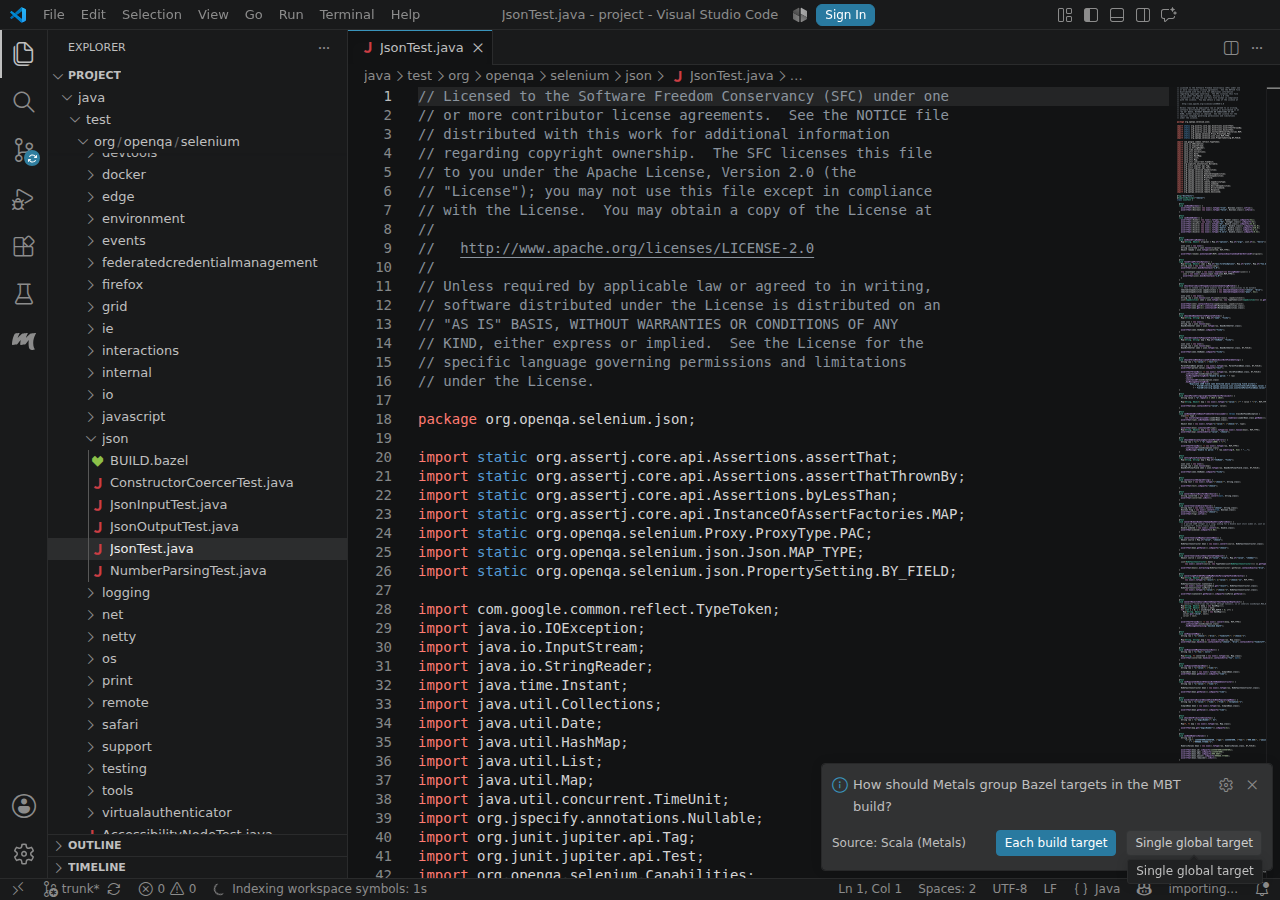 File Edit Selection View Go Run Terminal Help
JsonTest.java - project - Visual Studio Code
Sign In
EXPLORER
PROJECT
java
test
org/openqa/selenium
devtools
docker
edge
environment
events
federatedcredentialmanagement
firefox
grid
ie
interactions
internal
io
javascript
json
BUILD.bazel
ConstructorCoercerTest.java
JsonInputTest.java
JsonOutputTest.java
JsonTest.java
NumberParsingTest.java
logging
net
netty
os
print
remote
safari
support
testing
tools
virtualauthenticator
AccessibilityNodeTest.java
OUTLINE
TIMELINE
JsonTest.java
java > test > org > openqa > selenium > json > JsonTest.java > ...
1 // Licensed to the Software Freedom Conservancy (SFC) under one
2 // or more contributor license agreements.  See the NOTICE file
3 // distributed with this work for additional information
4 // regarding copyright ownership.  The SFC licenses this file
5 // to you under the Apache License, Version 2.0 (the
6 // "License"); you may not use this file except in compliance
7 // with the License.  You may obtain a copy of the License at
8 //
9 //   http://www.apache.org/licenses/LICENSE-2.0
10 //
11 // Unless required by applicable law or agreed to in writing,
12 // software distributed under the License is distributed on an
13 // "AS IS" BASIS, WITHOUT WARRANTIES OR CONDITIONS OF ANY
14 // KIND, either express or implied.  See the License for the
15 // specific language governing permissions and limitations
16 // under the License.
17
18 package org.openqa.selenium.json;
19
20 import static org.assertj.core.api.Assertions.assertThat;
21 import static org.assertj.core.api.Assertions.assertThatThrownBy;
22 import static org.assertj.core.api.Assertions.byLessThan;
23 import static org.assertj.core.api.InstanceOfAssertFactories.MAP;
24 import static org.openqa.selenium.Proxy.ProxyType.PAC;
25 import static org.openqa.selenium.json.Json.MAP_TYPE;
26 import static org.openqa.selenium.json.PropertySetting.BY_FIELD;
27
28 import com.google.common.reflect.TypeToken;
29 import java.io.IOException;
30 import java.io.InputStream;
31 import java.io.StringReader;
32 import java.time.Instant;
33 import java.util.Collections;
34 import java.util.Date;
35 import java.util.HashMap;
36 import java.util.List;
37 import java.util.Map;
38 import java.util.concurrent.TimeUnit;
39 import org.jspecify.annotations.Nullable;
40 import org.junit.jupiter.api.Tag;
41 import org.junit.jupiter.api.Test;
42 import org.openqa.selenium.Capabilities;
How should Metals group Bazel targets in the MBT
build?
Source: Scala (Metals)
Each build target
Single global target
Single global target
trunk* 0 0 Indexing workspace symbols: 1s
Ln 1, Col 1 Spaces: 2 UTF-8 LF { } Java importing...